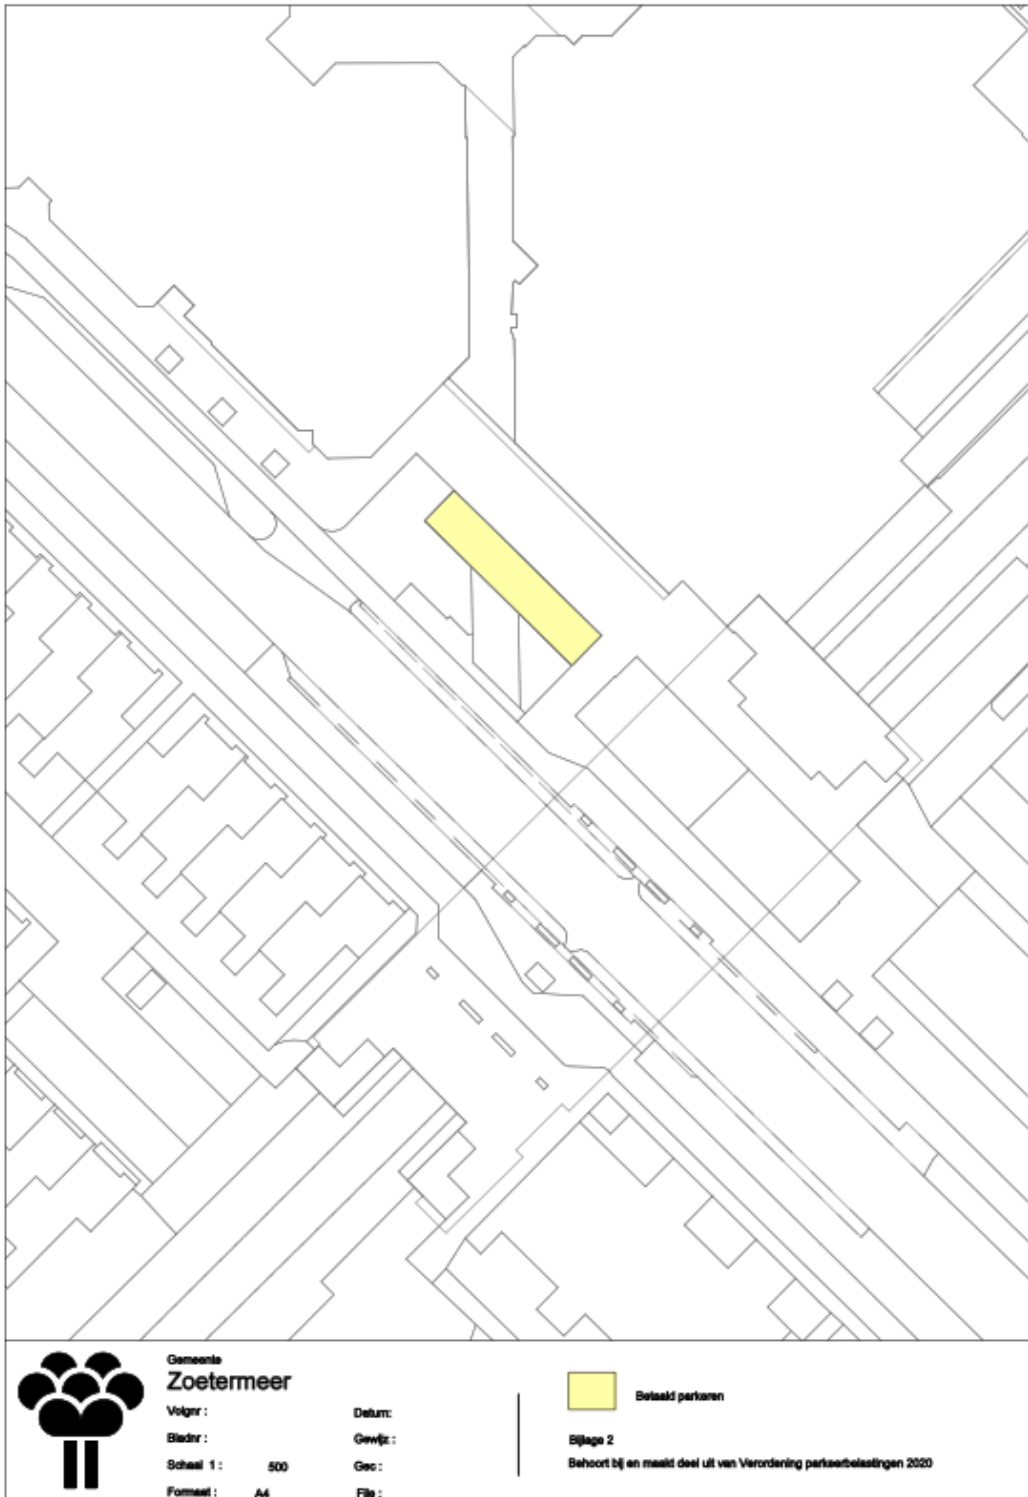 Gemeente
Zoetermeer
Volgnr :
Datum:
Bladnr :
Gewijz :
Schaal 1 : 500
Gec :
Formaat : A4
File :
Betaald parkeren
Bijlage 2
Behoort bij en maakt deel uit van Verordening parkeerbelastingen 2020